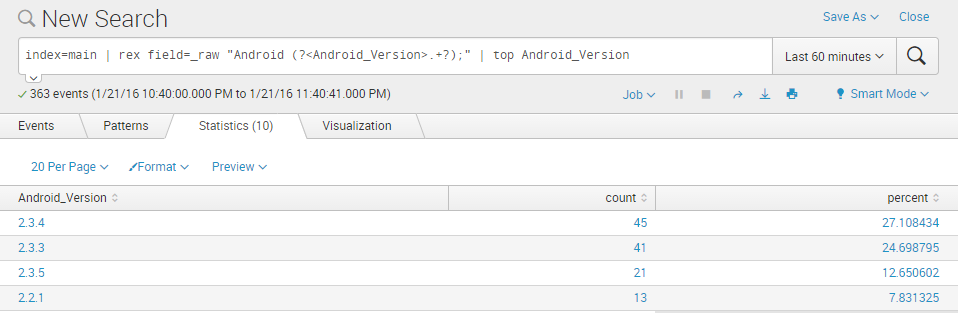 New Search
Save As Close
index=main | rex field=_raw "Android (?<Android_Version>.+?);" | top Android_Version
Last 60 minutes
363 events (1/21/16 10:40:00.000 PM to 1/21/16 11:40:41.000 PM)
Job Smart Mode
Events Patterns Statistics (10) Visualization
20 Per Page Format Preview
Android_Version count percent
2.3.4 45 27.108434
2.3.3 41 24.698795
2.3.5 21 12.650602
2.2.1 13 7.831325